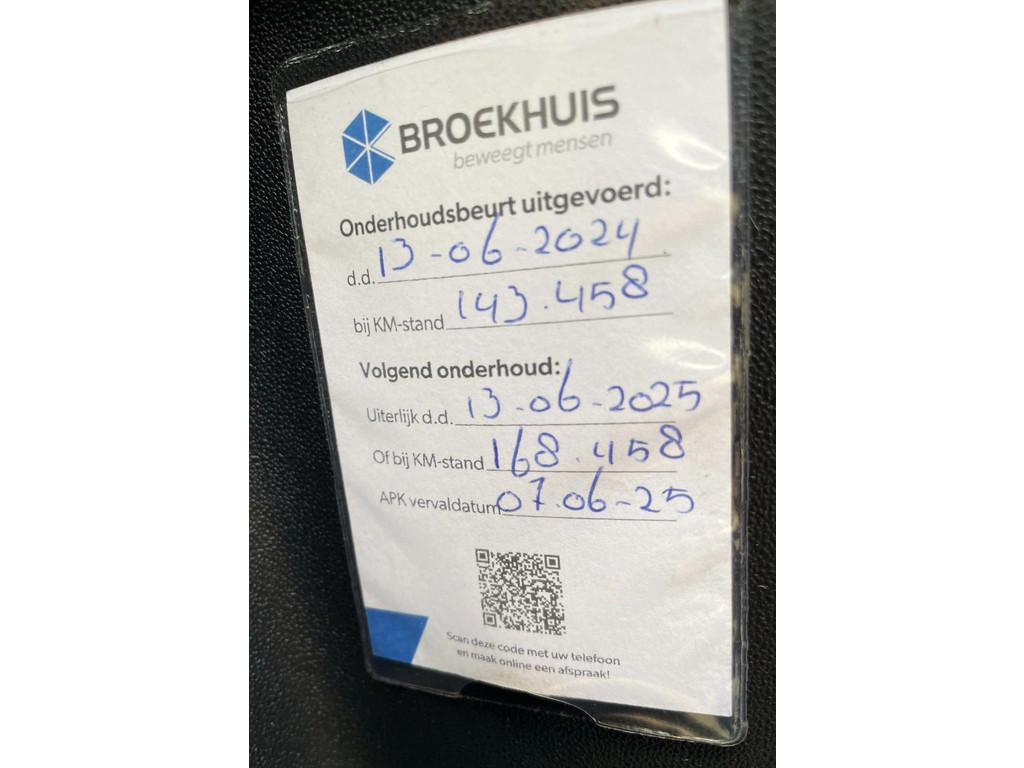 BROEKHUIS
beweegt mensen
Onderhoudsbeurt uitgevoerd:
d.d. 13-06-2024
bij KM-stand 143.458
Volgend onderhoud:
Uiterlijk d.d. 13-06-2025
Of bij KM-stand 168.458
APK vervaldatum 07.06-25
Scan deze code met uw telefoon
en maak online een afspraak!